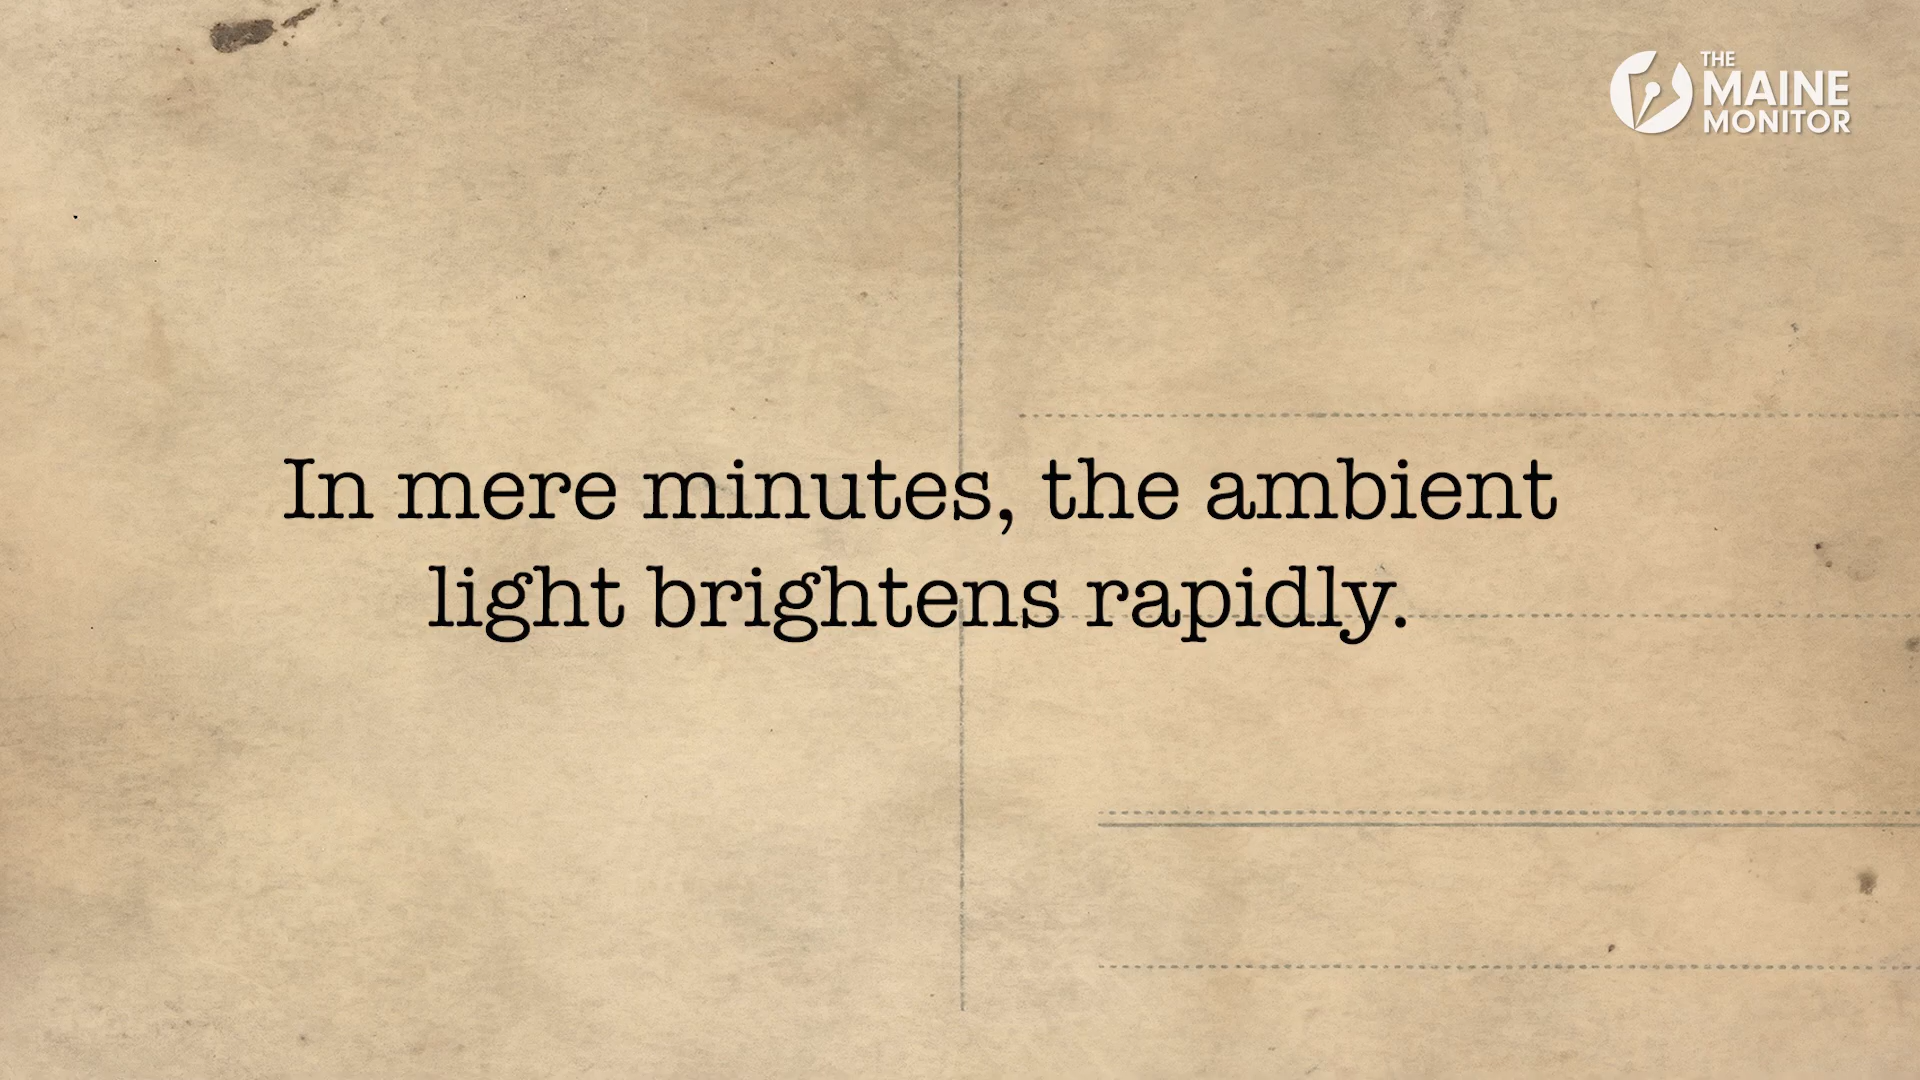 THE
MAINE
MONITOR
In mere minutes, the ambient
light brightens rapidly.